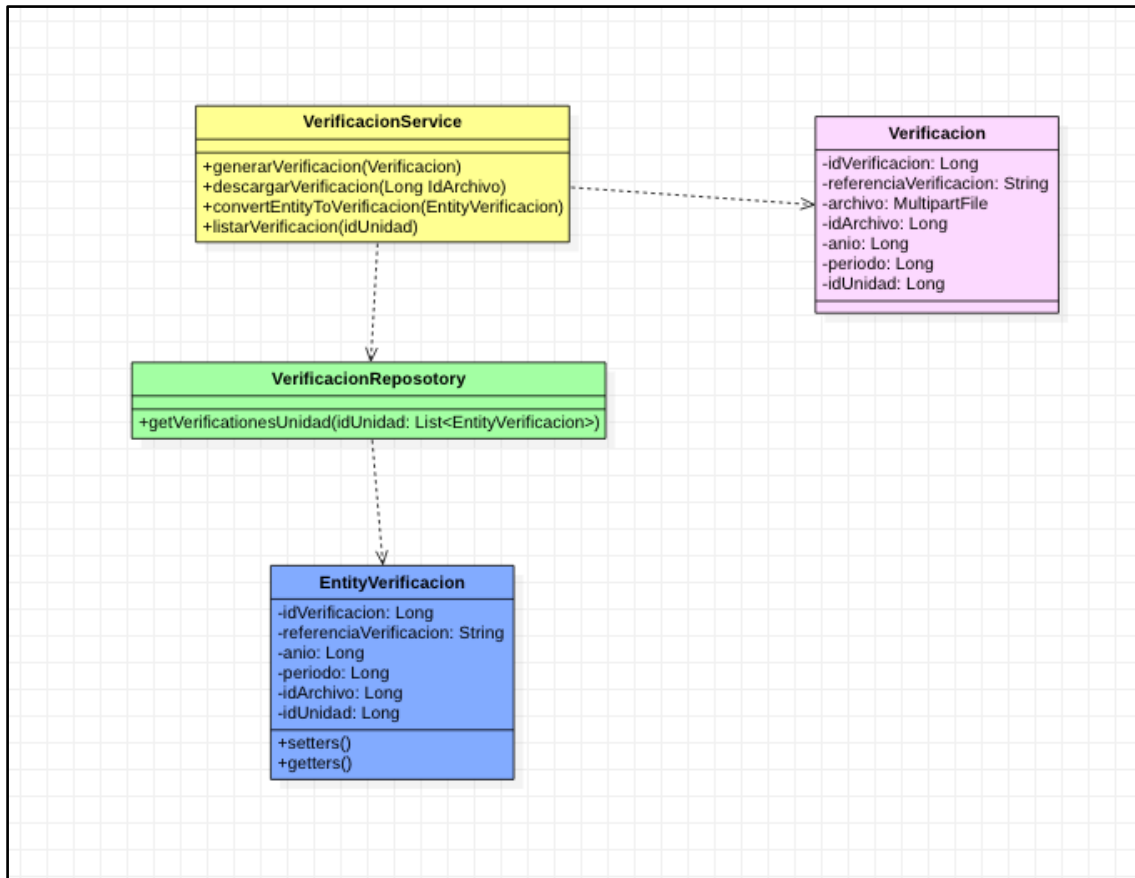 VerificacionService
+generarVerificacion(Verificacion)
+descargarVerificacion(Long IdArchivo)
+convertEntityToVerificacion(EntityVerificacion)
+listarVerificacion(idUnidad)
Verificacion
-idVerificacion: Long
-referenciaVerificacion: String
-archivo: MultipartFile
-idArchivo: Long
-anio: Long
-periodo: Long
-idUnidad: Long
VerificacionReposotory
+getVerificationesUnidad(idUnidad: List<EntityVerificacion>)
EntityVerificacion
-idVerificacion: Long
-referenciaVerificacion: String
-anio: Long
-periodo: Long
-idArchivo: Long
-idUnidad: Long
+setters()
+getters()